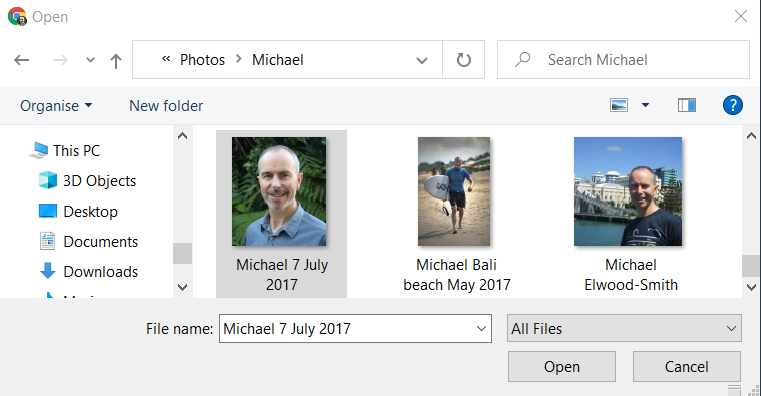 Open
« Photos > Michael
Search Michael
Organise
New folder
?
This PC
3D Objects
Desktop
Documents
Downloads
Michael 7 July
2017
Michael Bali
beach May 2017
Michael
Elwood-Smith
File name:
Michael 7 July 2017
All Files
Open
Cancel